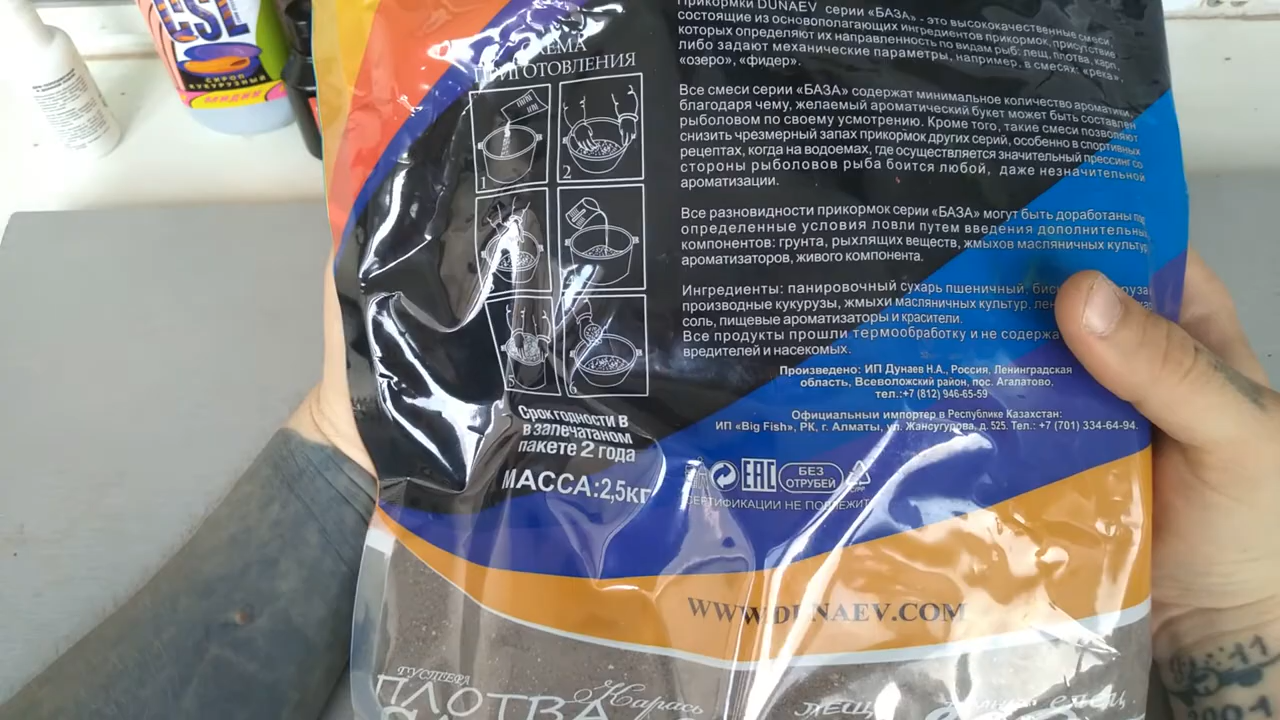 CSL
СИРОП
КУКУРУЗНЫЙ
Прикормки DUNAEV серии «БАЗА» - это высококачественные смеси,
состоящие из основополагающих ингредиентов прикормок, присутствие
которых определяют их направленность по видам рыб: лещ, плотва, карп,
либо задают механические параметры, например, в смесях: «река»,
«озеро», «фидер».
Все смеси серии «БАЗА» содержат минимальное количество ароматики,
благодаря чему, желаемый ароматический букет может быть составлен
рыболовом по своему усмотрению. Кроме того, такие смеси позволяют
снизить чрезмерный запах прикормок других серий, особенно в спортивных
рецептах, когда на водоемах, где осуществляется значительный прессинг со
стороны рыболовов рыба боится любой, даже незначительной
ароматизации.
Все разновидности прикормок серии «БАЗА» могут быть доработаны под
определенные условия ловли путем введения дополнительных
компонентов: грунта, рыхлящих веществ, жмыхов масляничных культур,
ароматизаторов, живого компонента.
Ингредиенты: панировочный сухарь пшеничный,
производные кукурузы, жмыхи масляничных культур,
соль, пищевые ароматизаторы и красители.
Все продукты прошли термообработку и не
вредителей и насекомых.
Произведено: ИП Дунаев Н.А., Россия, Ленинградская
область, Всеволожский район, пос. Агалатово,
тел.:+7 (812) 946-65-59
Официальный импортер в Республике Казахстан:
ИП «Big Fish», РК, г. Алматы, ул. Жансугурова, д. 525. Тел.: +7 (701) 334-64-94.
СХЕМА
ПРИГОТОВЛЕНИЯ
1
2
5
6
Срок годности в
в запечатаном
пакете 2 года
МАССА:2,5КГ
EAC
БЕЗ
ОТРУБЕЙ
СЕРТИФИКАЦИИ НЕ ПОДЛЕЖИТ
WWW.DUNAEV.COM
ГУСТЕРА
ПЛОТВА
Карась
ЛЕЩ